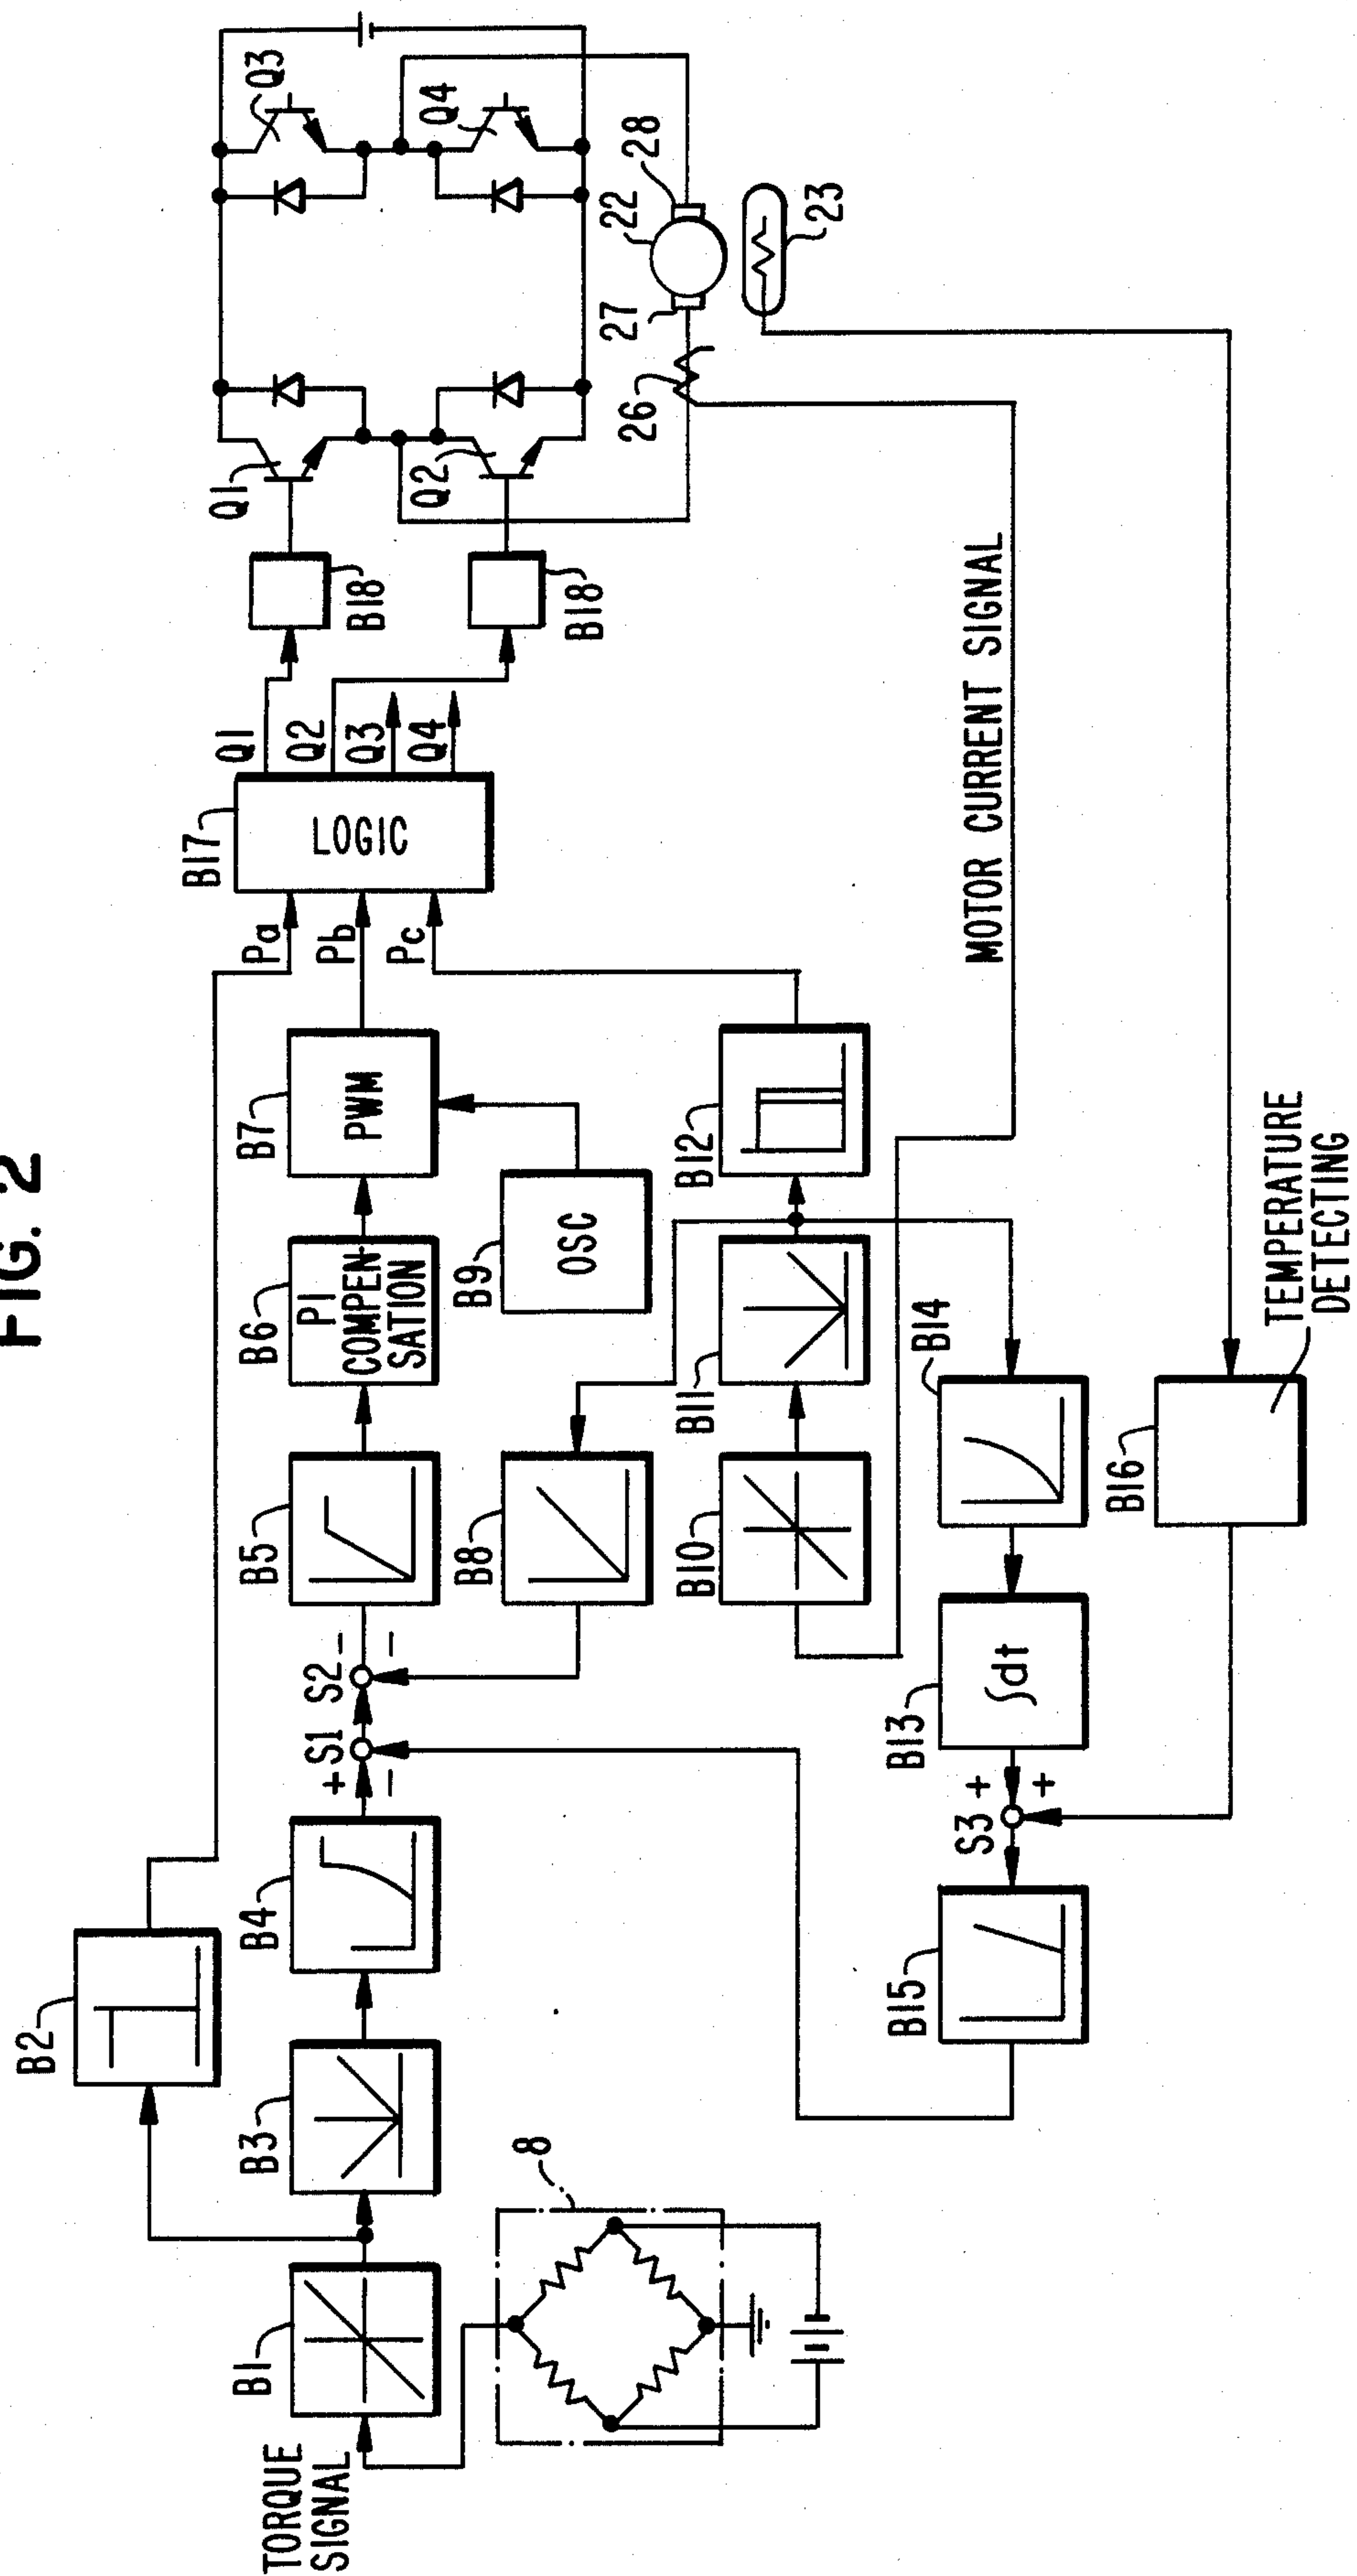 FIG. 2
B2
TORQUE
SIGNAL
B1
B3
B4
+
S1
-
S2
-
-
B5
B6
PI
COMPEN-
SATION
B7
PWM
Pa
Pb
Pc
B17
LOGIC
Q1
Q2
Q3
Q4
B18
B18
Q1
Q2
Q3
Q4
8
B8
B9
OSC
B10
B11
B12
26
27
22
28
23
MOTOR CURRENT SIGNAL
B15
S3
+
+
B13
∫dt
B14
B16
TEMPERATURE
DETECTING